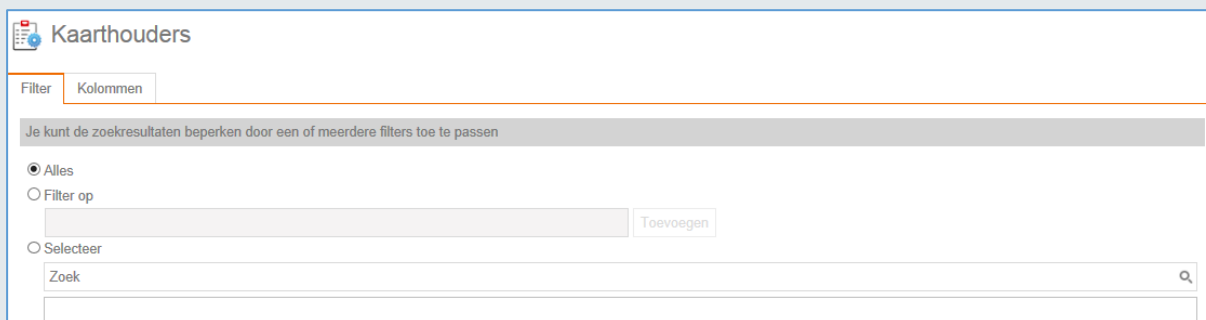 Kaarthouders
Filter Kolommen
Je kunt de zoekresultaten beperken door een of meerdere filters toe te passen
Alles
Filter op
Toevoegen
Selecteer
Zoek